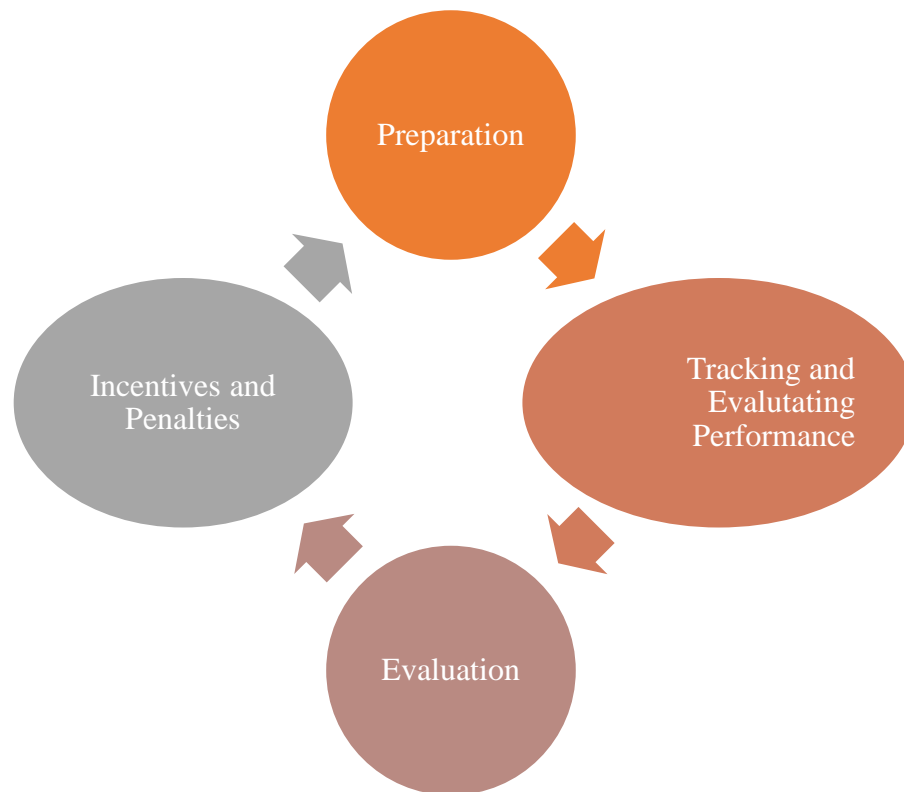 Preparation
Tracking and
Evalutating
Performance
Evaluation
Incentives and
Penalties